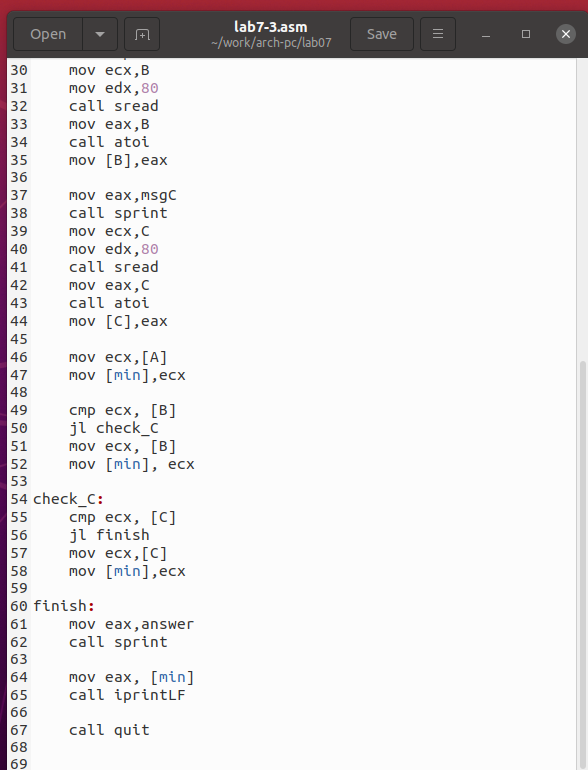 Open
lab7-3.asm
~/work/arch-pc/lab07
Save
30 mov ecx,B
31 mov edx,80
32 call sread
33 mov eax,B
34 call atoi
35 mov [B],eax
36
37 mov eax,msgC
38 call sprint
39 mov ecx,C
40 mov edx,80
41 call sread
42 mov eax,C
43 call atoi
44 mov [C],eax
45
46 mov ecx,[A]
47 mov [min],ecx
48
49 cmp ecx, [B]
50 jl check_C
51 mov ecx, [B]
52 mov [min], ecx
53
54 check_C:
55 cmp ecx, [C]
56 jl finish
57 mov ecx,[C]
58 mov [min],ecx
59
60 finish:
61 mov eax,answer
62 call sprint
63
64 mov eax, [min]
65 call iprintLF
66
67 call quit
68
69